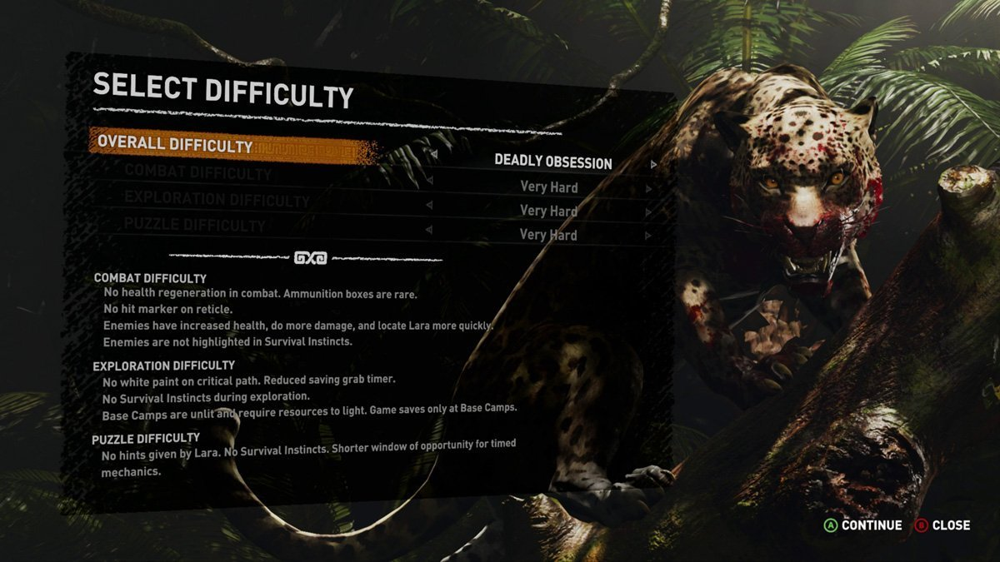 SELECT DIFFICULTY
OVERALL DIFFICULTY DEADLY OBSESSION
COMBAT DIFFICULTY Very Hard
EXPLORATION DIFFICULTY Very Hard
PUZZLE DIFFICULTY Very Hard
COMBAT DIFFICULTY
No health regeneration in combat. Ammunition boxes are rare.
No hit marker on reticle.
Enemies have increased health, do more damage, and locate Lara more quickly.
Enemies are not highlighted in Survival Instincts.
EXPLORATION DIFFICULTY
No white paint on critical path. Reduced saving grab timer.
No Survival Instincts during exploration.
Base Camps are unlit and require resources to light. Game saves only at Base Camps.
PUZZLE DIFFICULTY
No hints given by Lara. No Survival Instincts. Shorter window of opportunity for timed
mechanics.
A CONTINUE B CLOSE